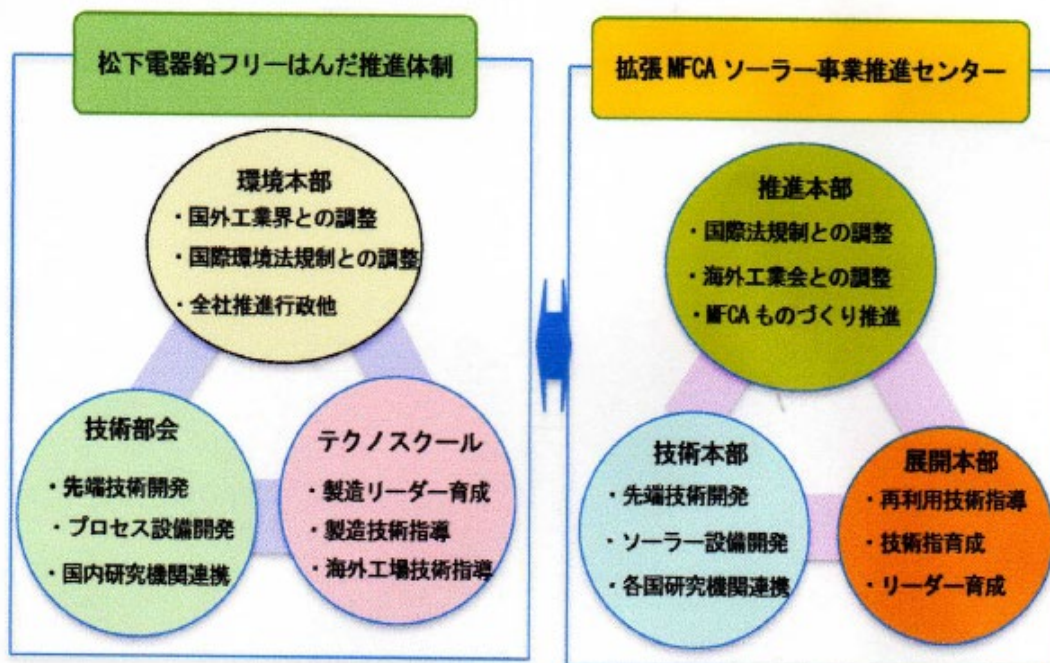 松下電器鉛フリーはんだ推進体制
環境本部
・国外工業界との調整
・国際環境法規制との調整
・全社推進行政他
技術部会
・先端技術開発
・プロセス設備開発
・国内研究機関連携
テクノスクール
・製造リーダー育成
・製造技術指導
・海外工場技術指導
拡張MFCAソーラー事業推進センター
推進本部
・国際法規制との調整
・海外工業会との調整
・MFCAものづくり推進
技術本部
・先端技術開発
・ソーラー設備開発
・各国研究機関連携
展開本部
・再利用技術指導
・技術指育成
・リーダー育成